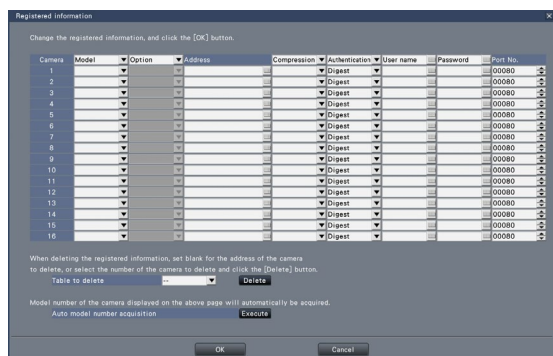 Registered information
Change the registered information, and click the [OK] button.
Camera Model Option Address Compression Authentication User name Password Port No.
1 Digest 00080
2 Digest 00080
3 Digest 00080
4 Digest 00080
5 Digest 00080
6 Digest 00080
7 Digest 00080
8 Digest 00080
9 Digest 00080
10 Digest 00080
11 Digest 00080
12 Digest 00080
13 Digest 00080
14 Digest 00080
15 Digest 00080
16 Digest 00080
When deleting the registered information, set blank for the address of the camera
to delete, or select the number of the camera to delete and click the [Delete] button.
Table to delete -- Delete
Model number of the camera displayed on the above page will automatically be acquired.
Auto model number acquisition Execute
OK Cancel